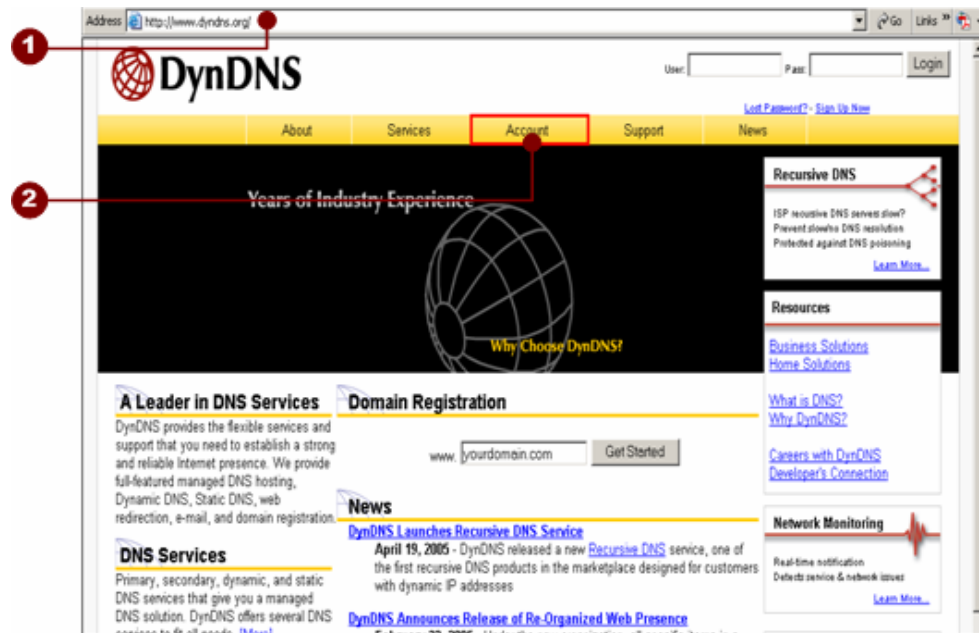 Address http://www.dyndns.org/ Go Links »
1
DynDNS
User: Pass: Login
Lost Password? - Sign Up Now
About Services Account Support News
2
Years of Industry Experience
Why Choose DynDNS?
Recursive DNS
ISP recursive DNS servers slow?
Prevent slow/no DNS resolution
Protected against DNS poisoning
Learn More...
Resources
Business Solutions
Home Solutions
What is DNS?
Why DynDNS?
Careers with DynDNS
Developer's Connection
Network Monitoring
Real-time notification
Detects service & network issues
Learn More...
A Leader in DNS Services
DynDNS provides the flexible services and
support that you need to establish a strong
and reliable Internet presence. We provide
full-featured managed DNS hosting,
Dynamic DNS, Static DNS, web
redirection, e-mail, and domain registration.
DNS Services
Primary, secondary, dynamic, and static
DNS services that give you a managed
DNS solution. DynDNS offers several DNS
services to fit all needs. [More]
Domain Registration
www. yourdomain.com Get Started
News
DynDNS Launches Recursive DNS Service
April 19, 2005 - DynDNS released a new Recursive DNS service, one of
the first recursive DNS products in the marketplace designed for customers
with dynamic IP addresses
DynDNS Announces Release of Re-Organized Web Presence